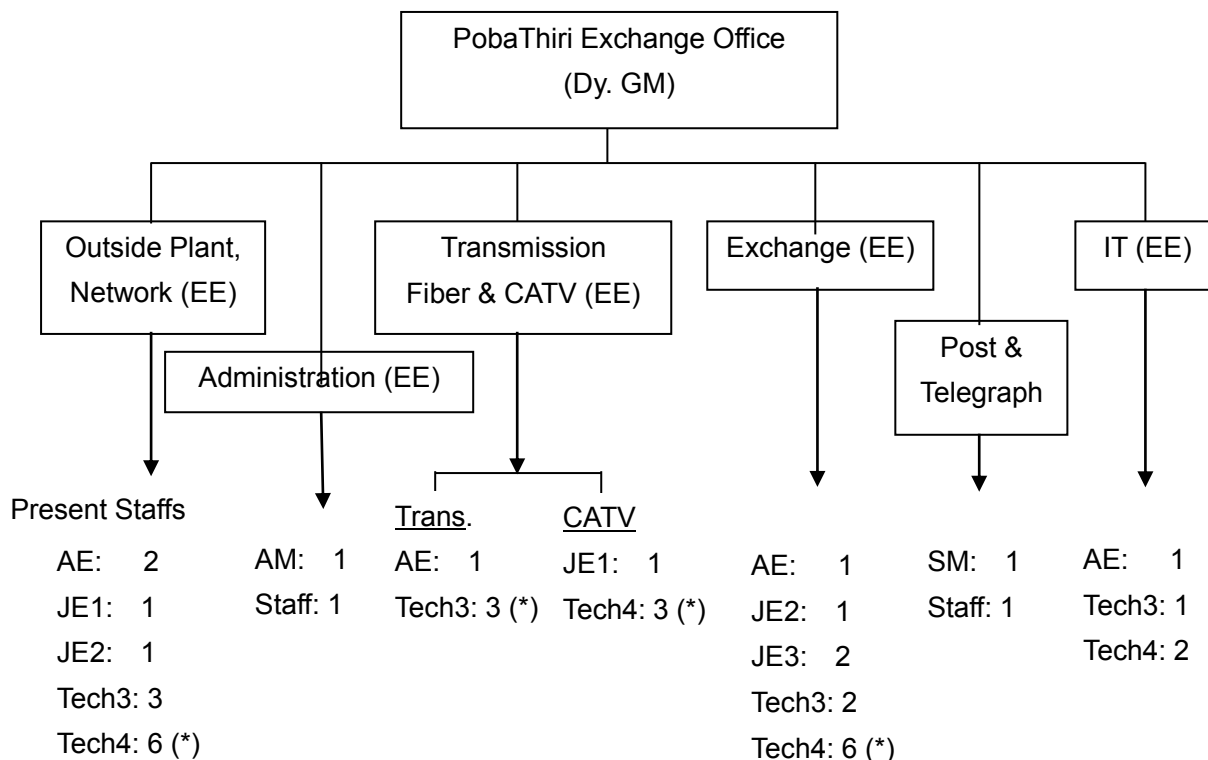 PobaThiri Exchange Office
(Dy. GM)
Outside Plant,
Network (EE)
Administration (EE)
Transmission
Fiber & CATV (EE)
Exchange (EE)
Post &
Telegraph
IT (EE)
Present Staffs
AE: 2
JE1: 1
JE2: 1
Tech3: 3
Tech4: 6 (*)
AM: 1
Staff: 1
Trans.
AE: 1
Tech3: 3 (*)
CATV
JE1: 1
Tech4: 3 (*)
AE: 1
JE2: 1
JE3: 2
Tech3: 2
Tech4: 6 (*)
SM: 1
Staff: 1
AE: 1
Tech3: 1
Tech4: 2